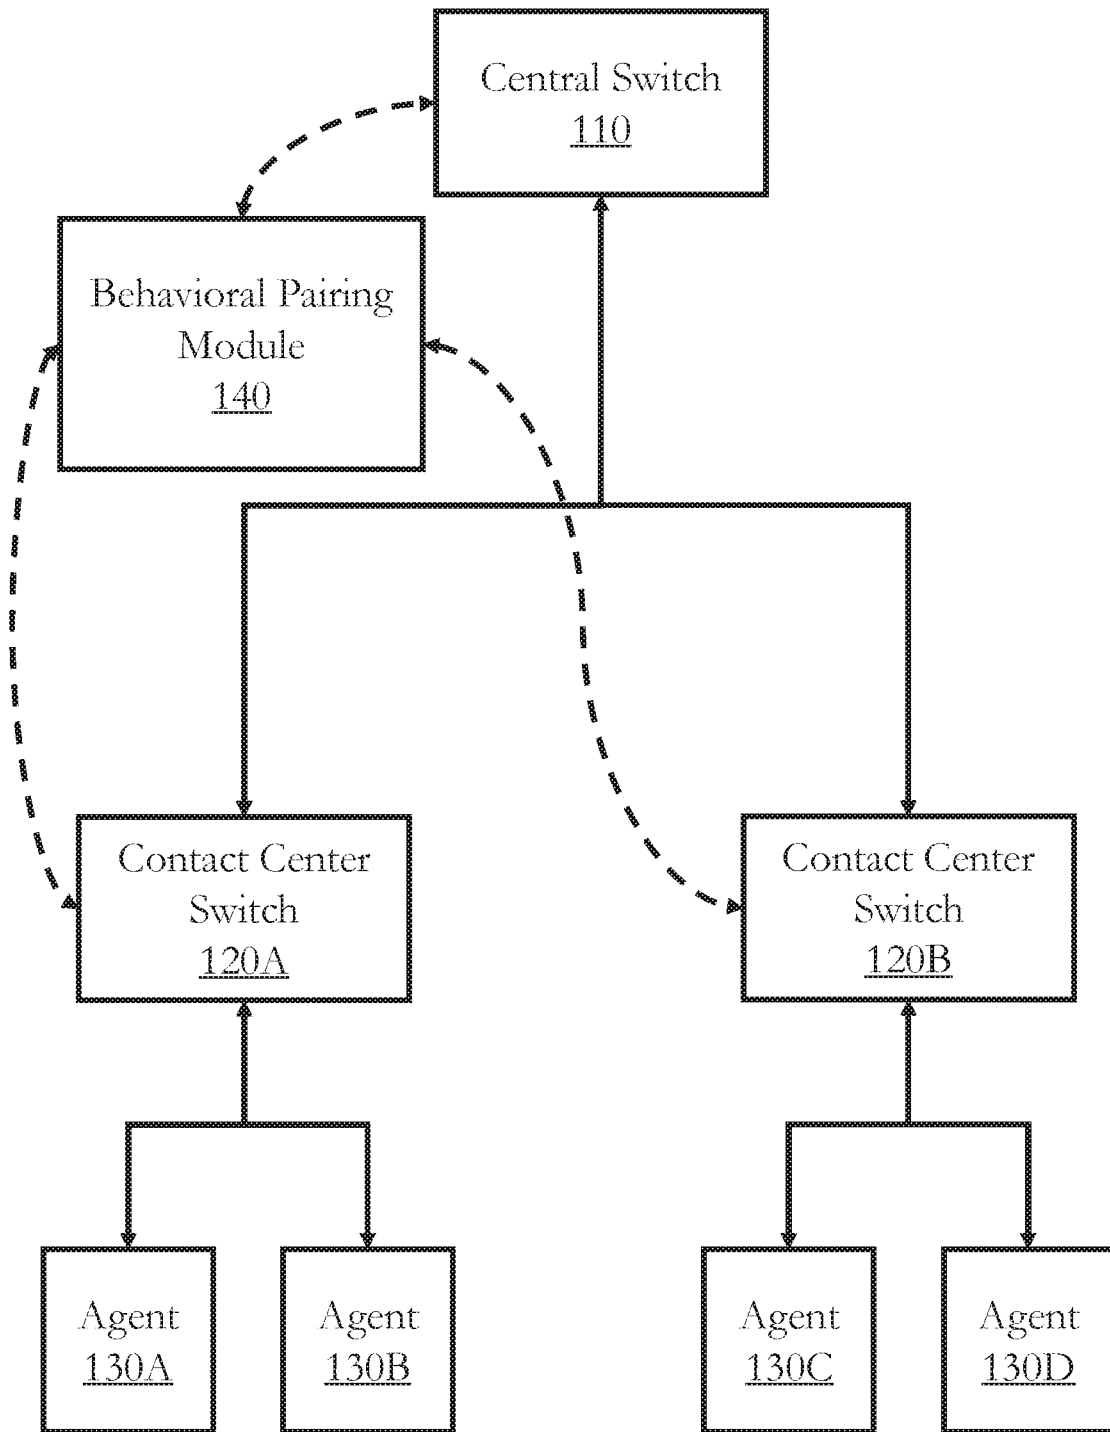 Central Switch
110
Behavioral Pairing
Module
140
Contact Center
Switch
120A
Contact Center
Switch
120B
Agent
130A
Agent
130B
Agent
130C
Agent
130D